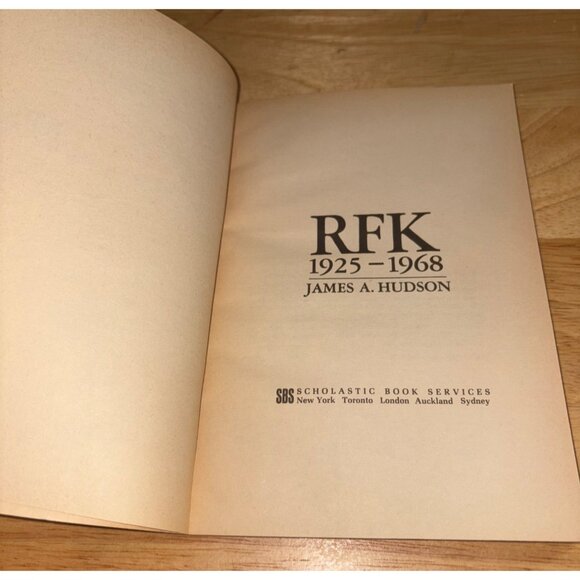 RFK
1925 – 1968
JAMES A. HUDSON
SBS SCHOLASTIC BOOK SERVICES
New York Toronto London Auckland Sydney